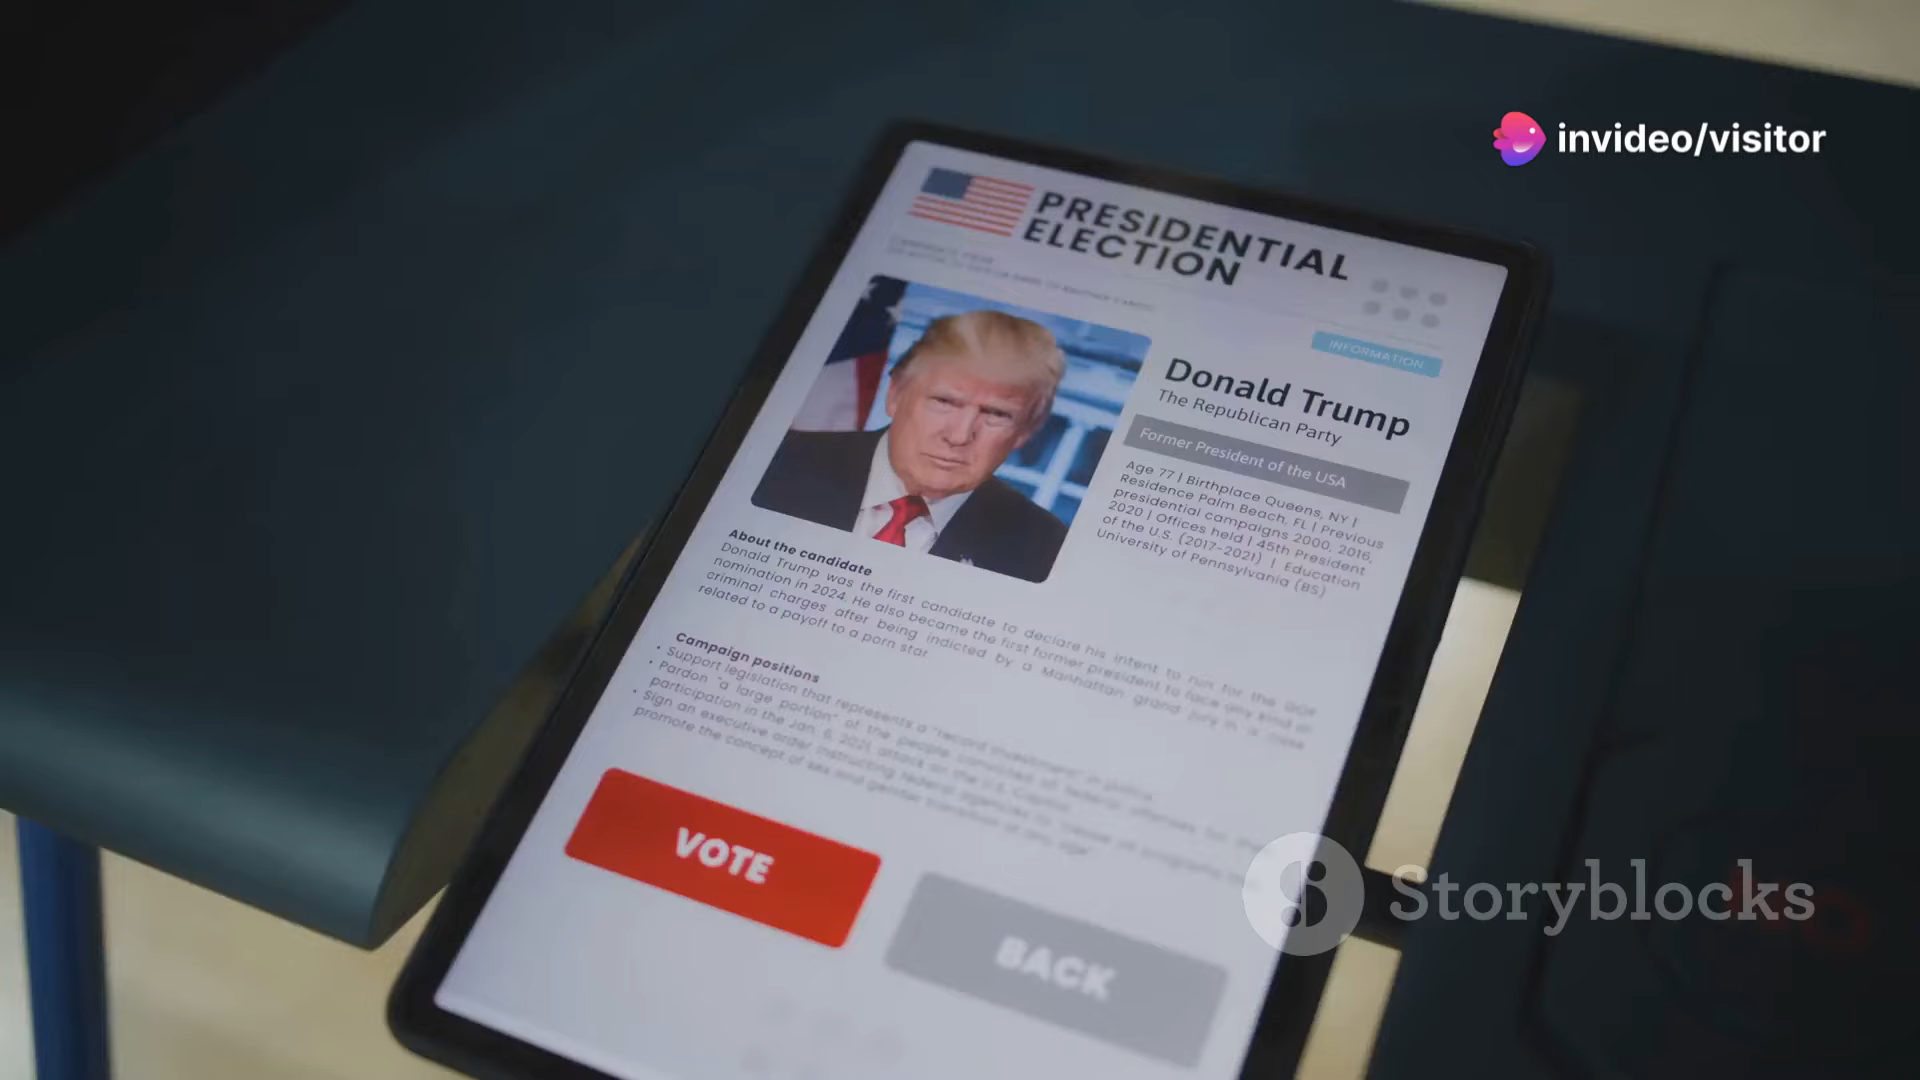 invideo/visitor
PRESIDENTIAL
ELECTION
INFORMATION
Donald Trump
The Republican Party
Former President of the USA
Age 77 | Birthplace Queens, NY |
Residence Palm Beach, FL | Previous
presidential campaigns 2000, 2016,
2020 | Offices held | 45th President
of the U.S. (2017-2021) | Education
University of Pennsylvania (BS)
About the candidate
Donald Trump was the first candidate to declare his intent to run for the GOP
nomination in 2024. He also became the first former president to face any kind of
criminal charges after being indicted by a Manhattan grand jury in a case
related to a payoff to a porn star.
Campaign positions
• Support legislation that represents a "record investment" in police
• Pardon "a large portion" of the people convicted of federal offenses for their
participation in the Jan. 6, 2021, attack on the U.S. Capitol
• Sign an executive order instructing federal agencies to "cease" all programs that
promote the concept of sex and gender transition at any age"
VOTE
BACK
Storyblocks